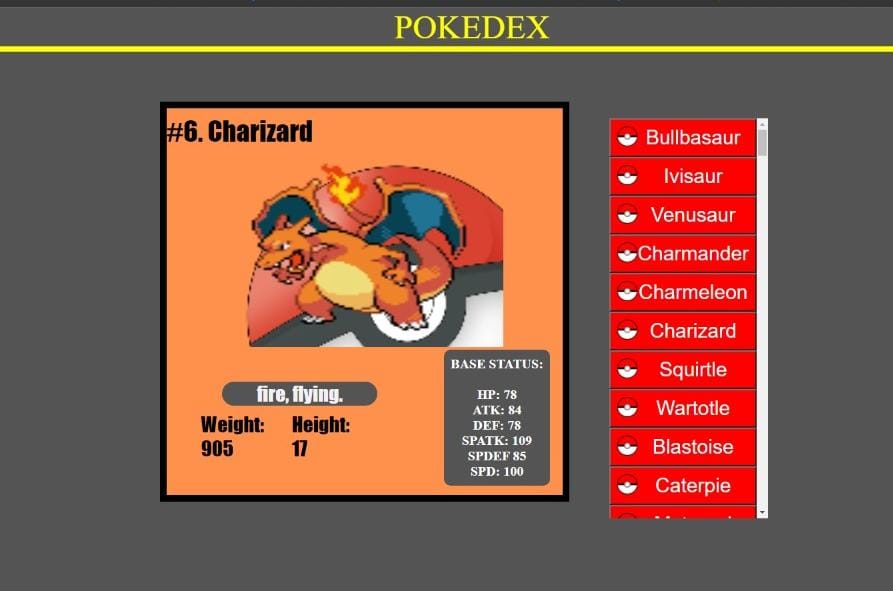 POKEDEX
#6. Charizard
fire, flying.
Weight:
905
Height:
17
BASE STATUS:
HP: 78
ATK: 84
DEF: 78
SPATK: 109
SPDEF 85
SPD: 100
Bullbasaur
Ivisaur
Venusaur
Charmander
Charmeleon
Charizard
Squirtle
Wartotle
Blastoise
Caterpie